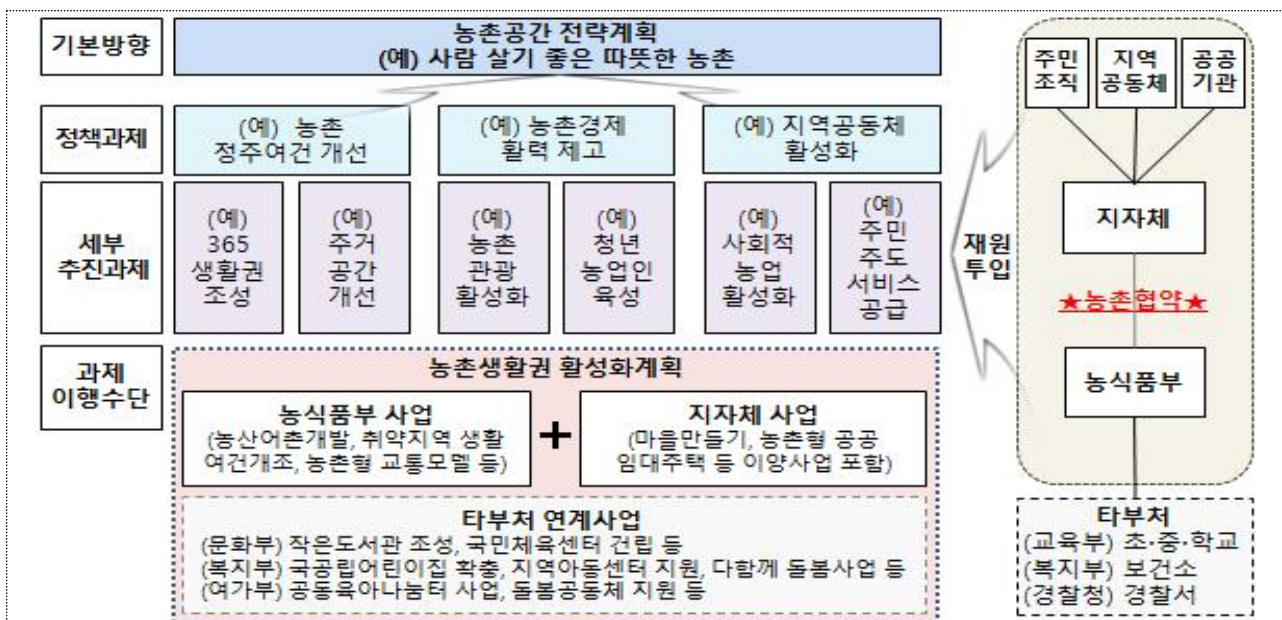 기본방향
농촌공간 전략계획
(예) 사람 살기 좋은 따뜻한 농촌
정책과제
(예) 농촌
정주여건 개선
(예) 농촌경제
활력 제고
(예) 지역공동체
활성화
세부
추진과제
(예)
365
생활권
조성
(예)
주거
공간
개선
(예)
농촌
관광
활성화
(예)
청년
농업인
육성
(예)
사회적
농업
활성화
(예)
주민
주도
서비스
공급
과제
이행수단
농촌생활권 활성화계획
농식품부 사업
(농산어촌개발, 취약지역 생활
여건개조, 농촌형 교통모델 등)
+
지자체 사업
(마을만들기, 농촌형 공공
임대주택 등 이양사업 포함)
타부처 연계사업
(문화부) 작은도서관 조성, 국민체육센터 건립 등
(복지부) 국공립어린이집 확충, 지역아동센터 지원, 다함께 돌봄사업 등
(여가부) 공동육아나눔터 사업, 돌봄공동체 지원 등
재원
투입
주민
조직
지역
공동체
공공
기관
지자체
★농촌협약★
농식품부
타부처
(교육부) 초·중·학교
(복지부) 보건소
(경찰청) 경찰서